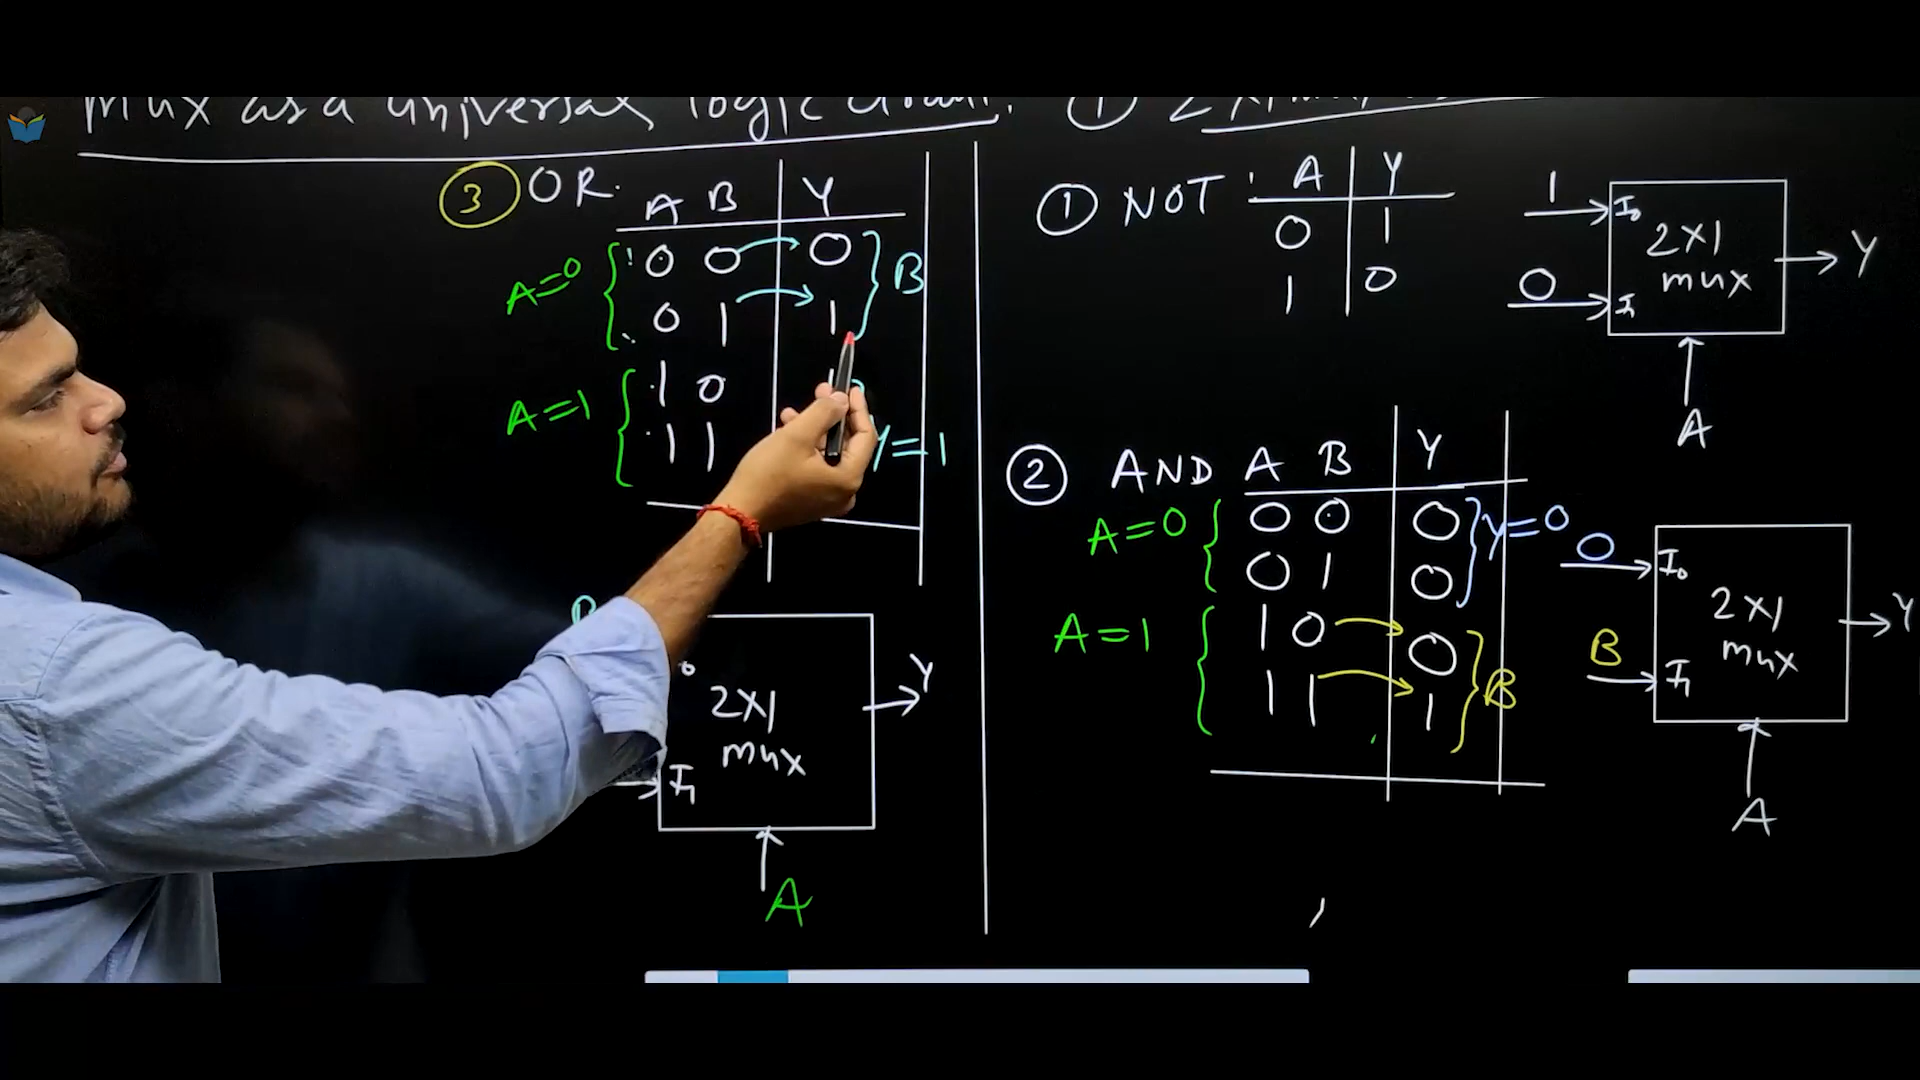 mux as a universal logic
① 2x1
③ OR.
A B Y
A=0 0 0 0 B
0 1 1
A=1 1 0
1 1 Y=1
I₁
2X1
mux
Y
A
① NOT : A Y
0 1
1 0
1 I₀
0 I₁
2X1
mux
Y
A
② AND A B Y
A=0 0 0 0 Y=0
0 1 0
A=1 1 0 0 B
1 1 1
0 I₀
B I₁
2X1
mux
Y
A